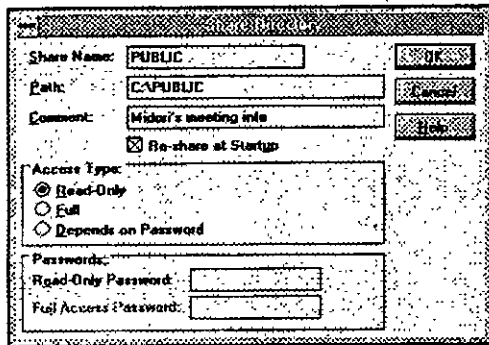 Share Directory
Share Name: PUBLIC
OK
Path: C:\PUBLIC
Cancel
Comment: Midori's meeting info
Help
Re-share at Startup
Access Type:
Read-Only
Full
Depends on Password
Passwords:
Read-Only Password:
Full Access Password: